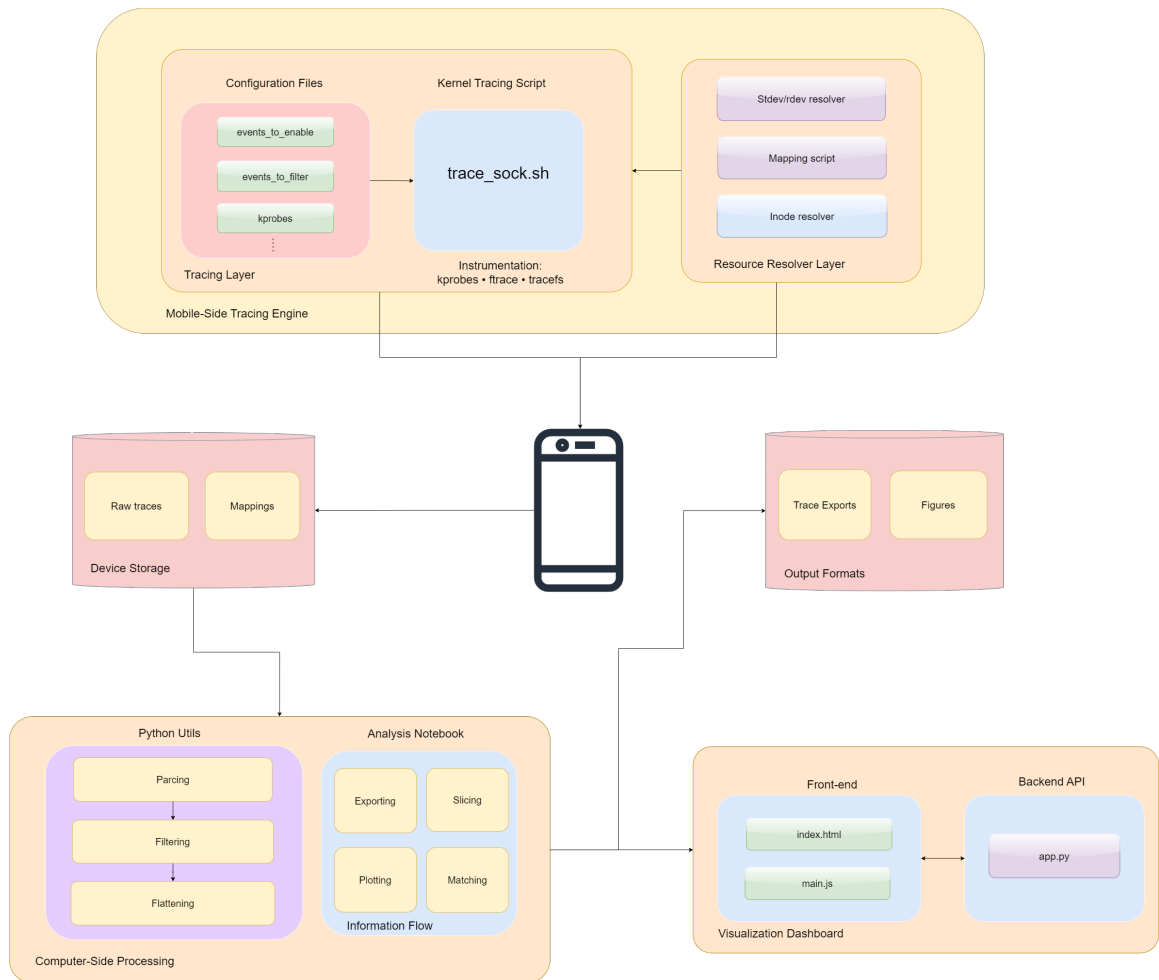 Configuration Files
Kernel Tracing Script
events_to_enable
events_to_filter
kprobes
trace_sock.sh
Tracing Layer
Instrumentation:
kprobes • ftrace • tracefs
Stdev/rdev resolver
Mapping script
Inode resolver
Resource Resolver Layer
Mobile-Side Tracing Engine
Raw traces
Mappings
Device Storage
Trace Exports
Figures
Output Formats
Python Utils
Parcing
Filtering
Flattening
Analysis Notebook
Exporting
Slicing
Plotting
Matching
Information Flow
Computer-Side Processing
Front-end
index.html
main.js
Backend API
app.py
Visualization Dashboard